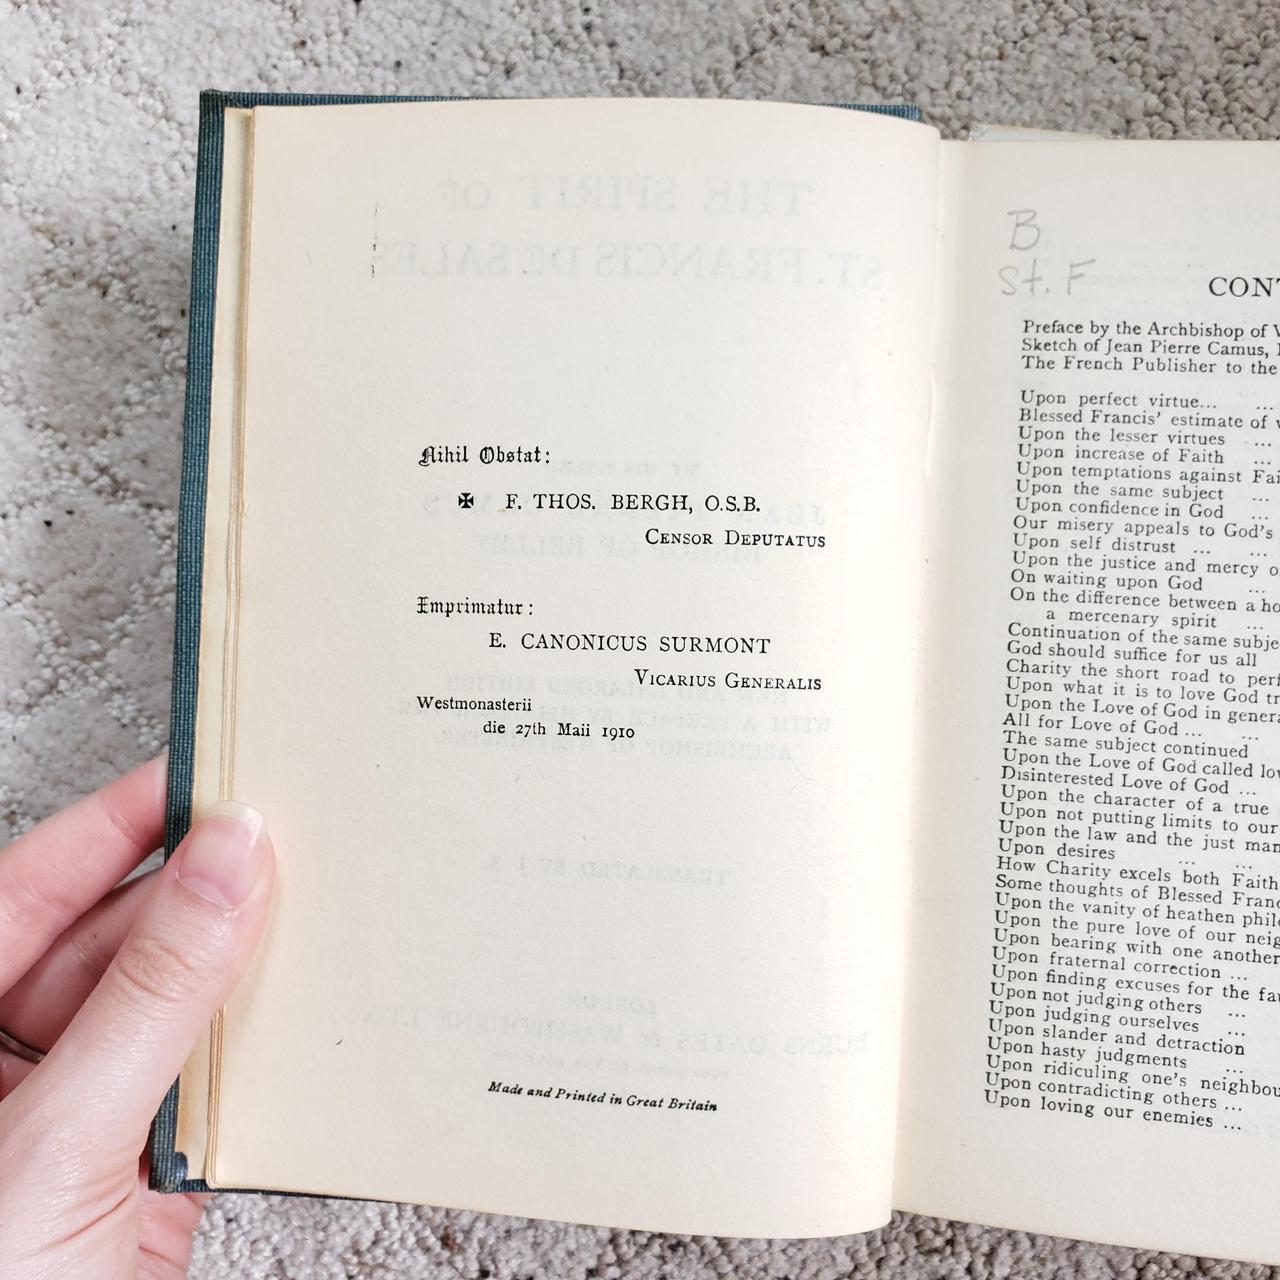 Nihil Obstat:
✠ F. THOS. BERGH, O.S.B.
CENSOR DEPUTATUS
Imprimatur:
E. CANONICUS SURMONT
VICARIUS GENERALIS
Westmonasterii
die 27th Maii 1910
Made and Printed in Great Britain
B
St. F
CONT
Preface by the Archbishop of
Sketch of Jean Pierre Camus,
The French Publisher to the
Upon perfect virtue... ...
Blessed Francis' estimate of
Upon the lesser virtues ...
Upon increase of Faith ...
Upon temptations against Fai
Upon the same subject ...
Upon confidence in God ...
Our misery appeals to God's
Upon self distrust ... ...
Upon the justice and mercy o
On waiting upon God ...
On the difference between a ho
a mercenary spirit ...
Continuation of the same subje
God should suffice for us all
Charity the short road to perf
Upon what it is to love God tr
Upon the Love of God in genera
All for Love of God ... ...
The same subject continued
Upon the Love of God called lov
Disinterested Love of God ...
Upon the character of a true
Upon not putting limits to our
Upon the law and the just man
Upon desires ... ...
How Charity excels both Faith
Some thoughts of Blessed Franc
Upon the vanity of heathen philo
Upon the pure love of our neig
Upon bearing with one another
Upon fraternal correction ...
Upon finding excuses for the fau
Upon not judging others ...
Upon judging ourselves ...
Upon slander and detraction
Upon hasty judgments ...
Upon ridiculing one's neighbou
Upon contradicting others ...
Upon loving our enemies ...